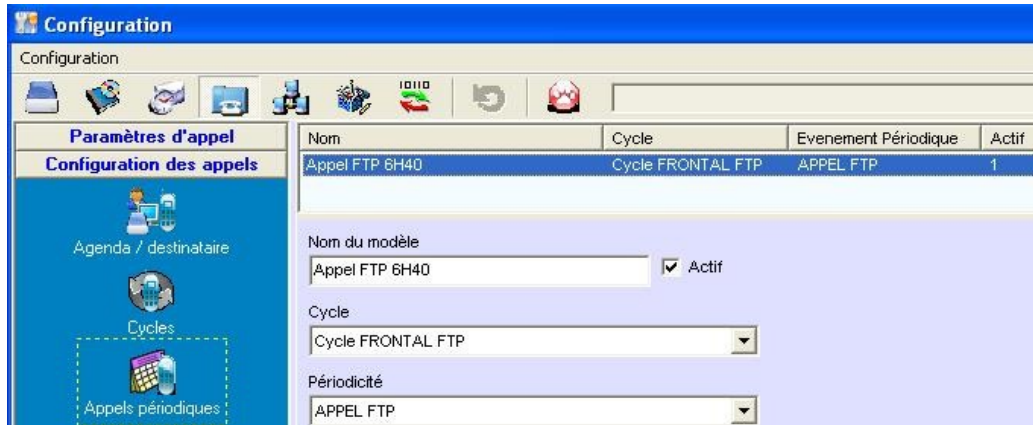 Configuration
Configuration
Paramètres d'appel
Configuration des appels
Agenda / destinataire
Cycles
Appels périodiques
Nom Cycle Evenement Périodique Actif
Appel FTP 6H40 Cycle FRONTAL FTP APPEL FTP 1
Nom du modèle
Appel FTP 6H40 Actif
Cycle
Cycle FRONTAL FTP
Périodicité
APPEL FTP